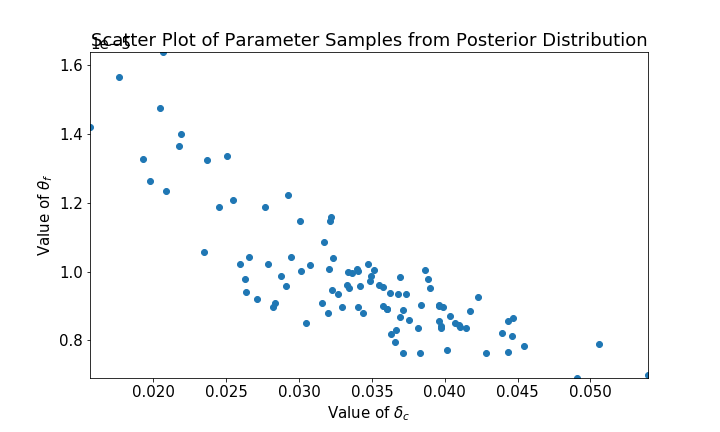 Scatter Plot of Parameter Samples from Posterior Distribution
1e−5
1.6
1.4
1.2
1.0
0.8
Value of θ_f
0.020 0.025 0.030 0.035 0.040 0.045 0.050
Value of δ_c